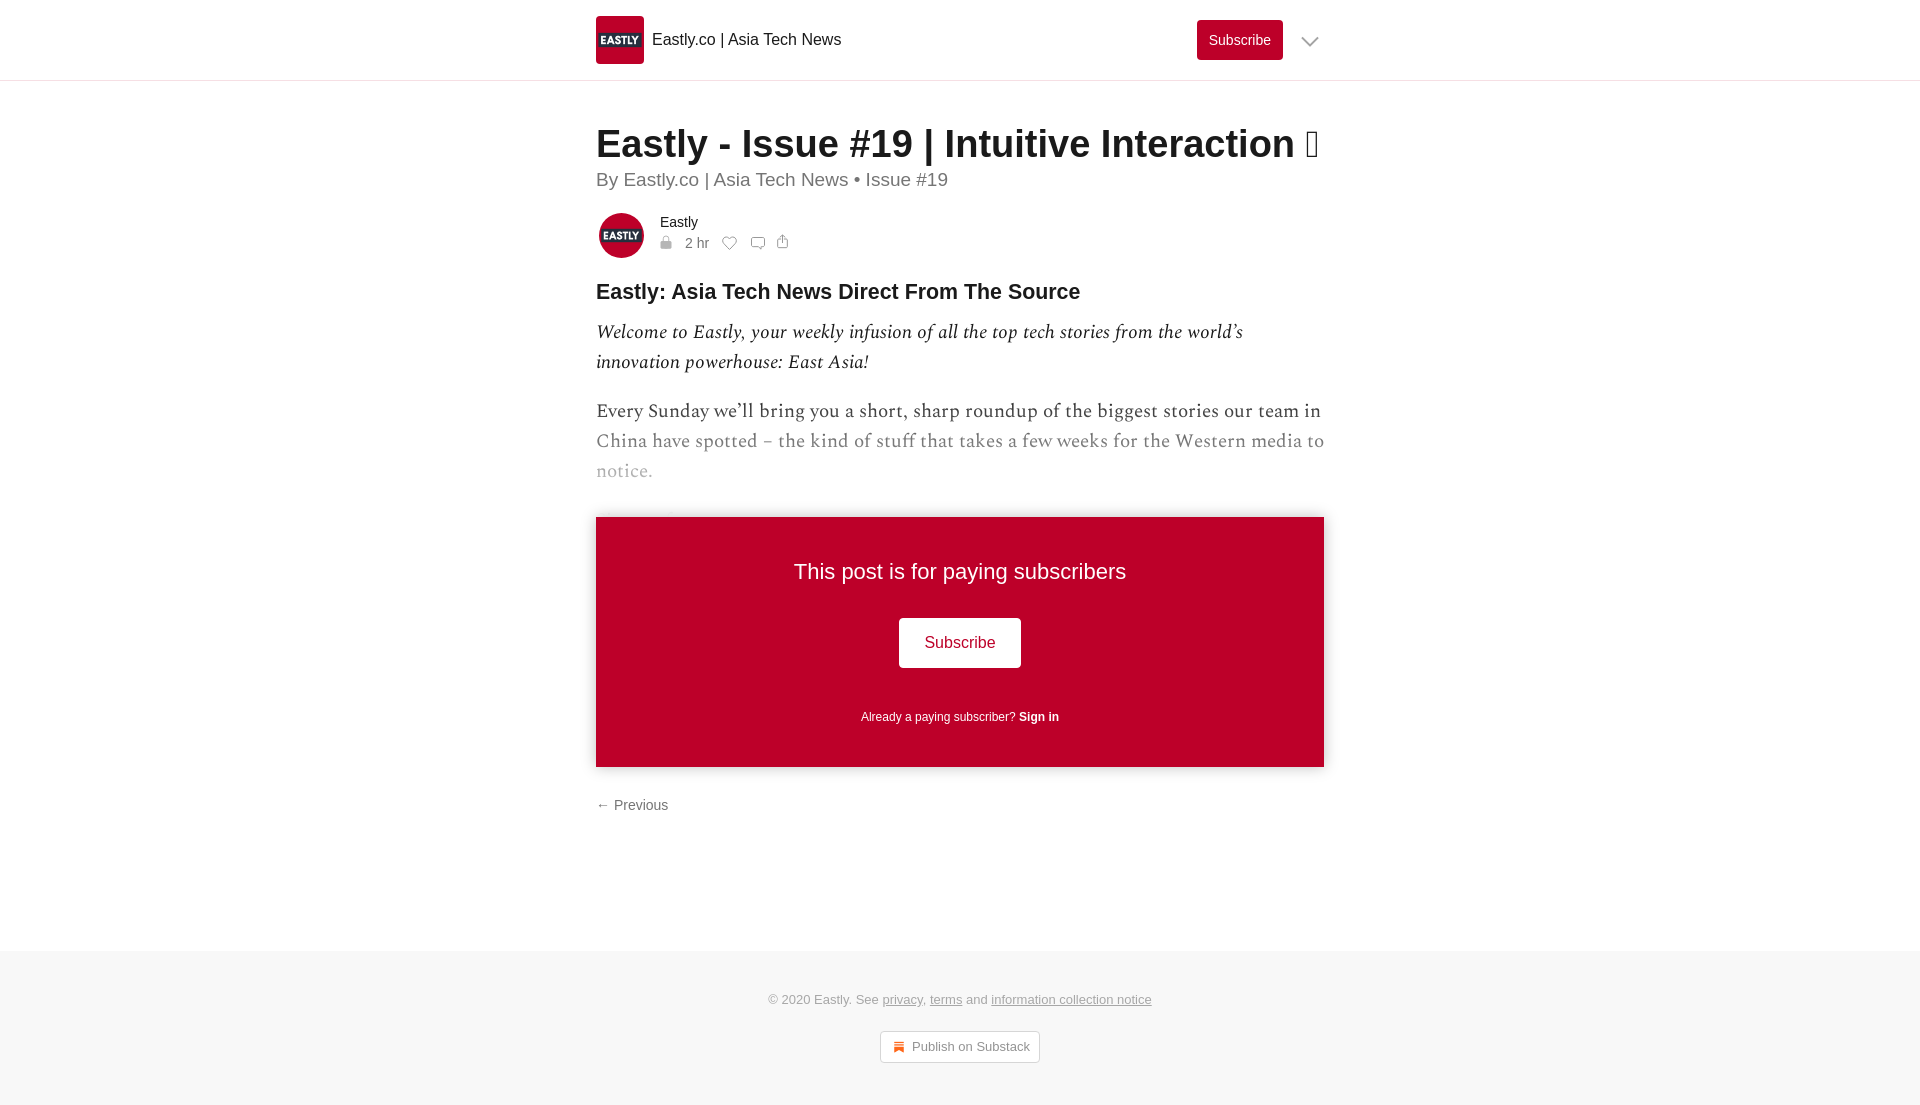 EASTLY
Eastly.co | Asia Tech News
Subscribe
Eastly - Issue #19 | Intuitive Interaction
By Eastly.co | Asia Tech News • Issue #19
EASTLY
Eastly
2 hr
Eastly: Asia Tech News Direct From The Source
Welcome to Eastly, your weekly infusion of all the top tech stories from the world’s
innovation powerhouse: East Asia!
Every Sunday we’ll bring you a short, sharp roundup of the biggest stories our team in
China have spotted – the kind of stuff that takes a few weeks for the Western media to
notice.
This post is for paying subscribers
Subscribe
Already a paying subscriber? Sign in
← Previous
© 2020 Eastly. See privacy, terms and information collection notice
Publish on Substack